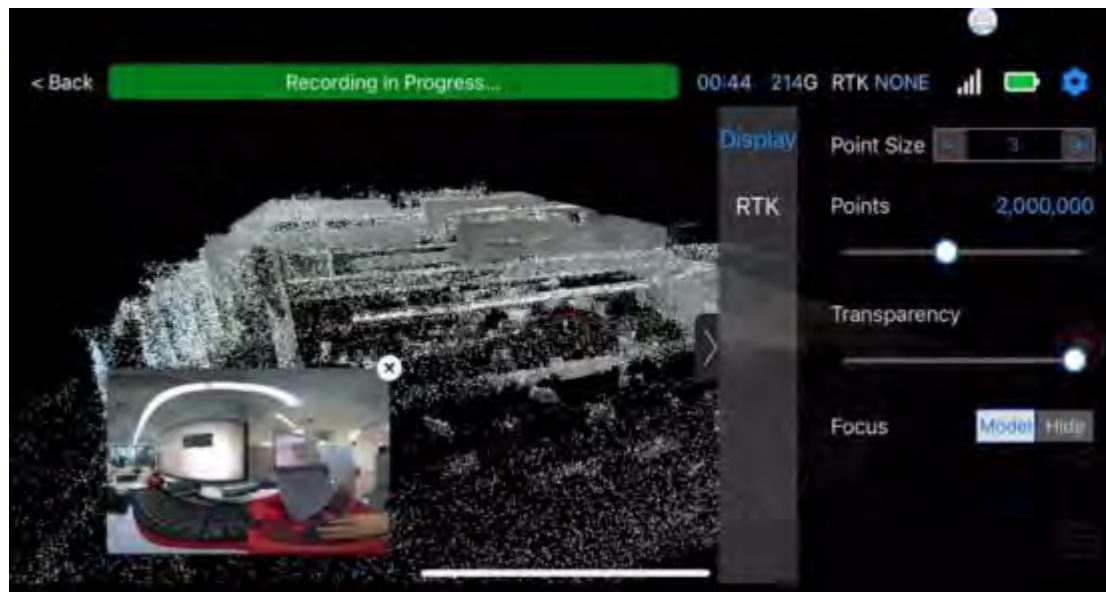 < Back
Recording in Progress...
00:44 214G RTK NONE
Display
RTK
Point Size - 3 +
Points 2,000,000
Transparency
Focus Model Hide